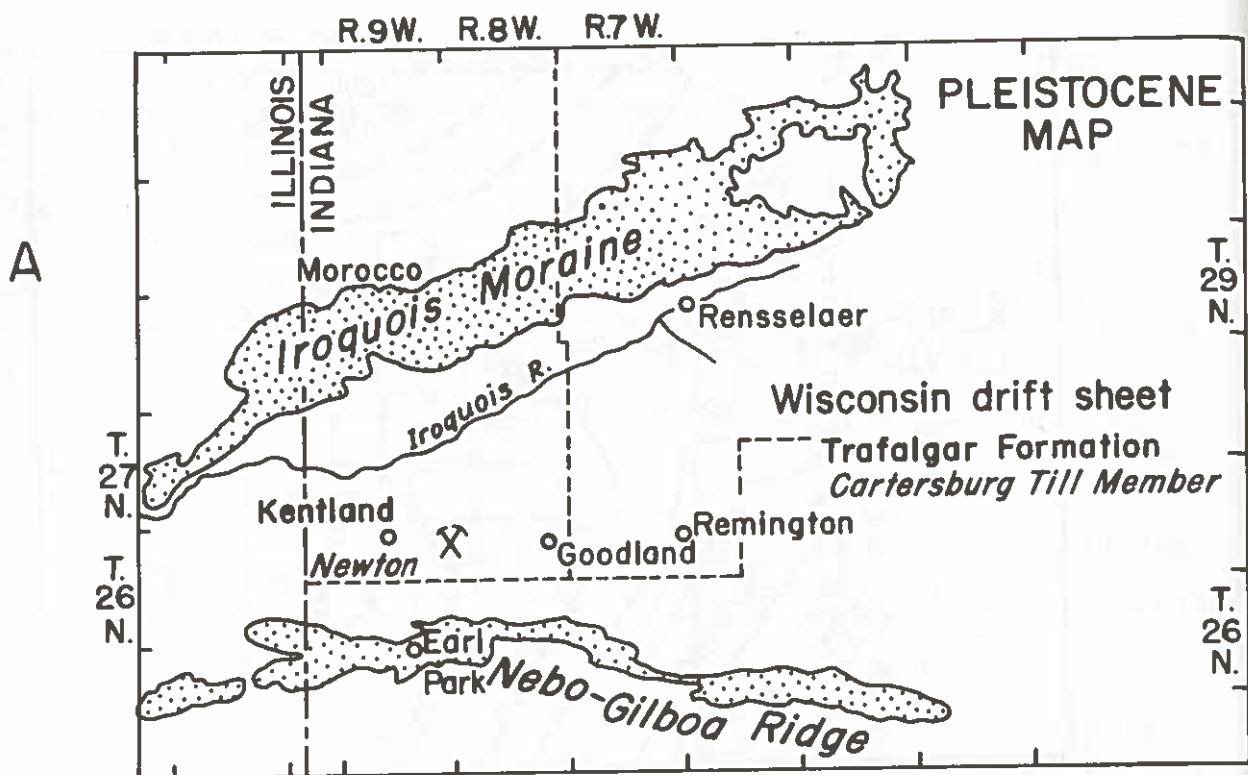 R.9W. R.8W. R.7W.
PLEISTOCENE
MAP
ILLINOIS
INDIANA
A
Morocco
Iroquois Moraine
T.
29
N.
Rensselaer
Iroquois R.
Wisconsin drift sheet
Trafalgar Formation
Cartersburg Till Member
T.
27
N.
Kentland
Remington
Goodland
Newton
T.
26
N.
T.
26
N.
Earl
Park
Nebo-Gilboa Ridge